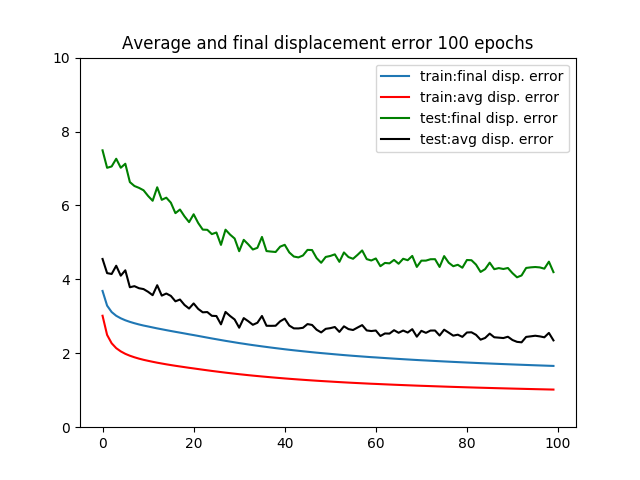 Average and final displacement error 100 epochs
train:final disp. error
train:avg disp. error
test:final disp. error
test:avg disp. error
10
8
6
4
2
0
0 20 40 60 80 100